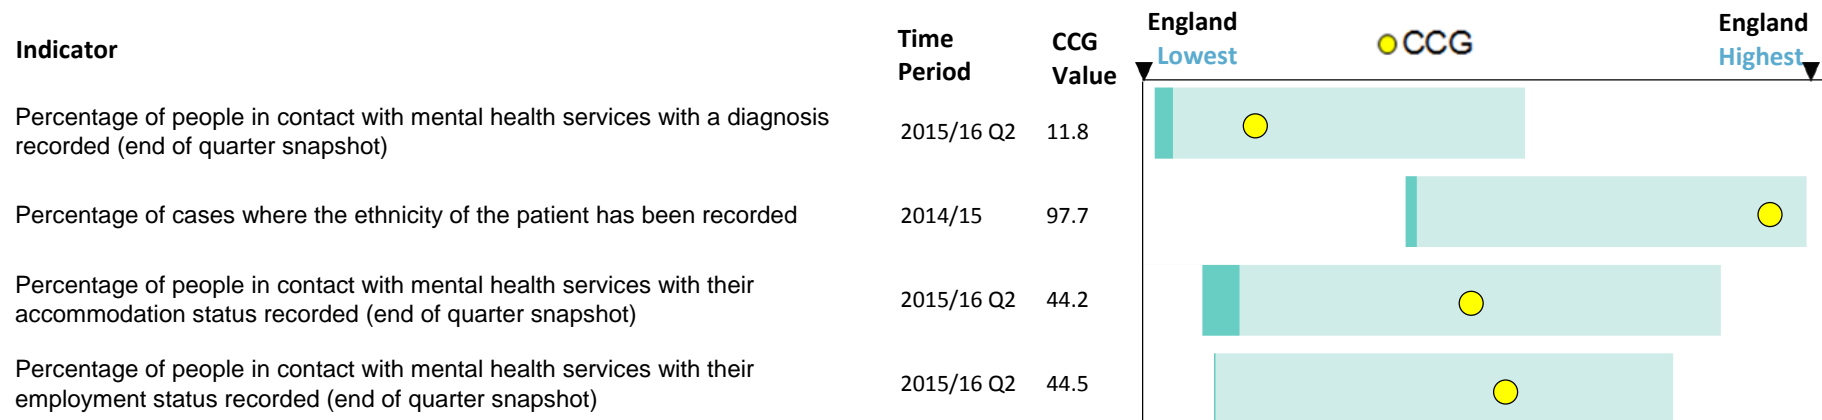 Indicator
Time Period
CCG Value
England Lowest
CCG
England Highest
Percentage of people in contact with mental health services with a diagnosis
recorded (end of quarter snapshot)
2015/16 Q2
11.8
Percentage of cases where the ethnicity of the patient has been recorded
2014/15
97.7
Percentage of people in contact with mental health services with their
accommodation status recorded (end of quarter snapshot)
2015/16 Q2
44.2
Percentage of people in contact with mental health services with their
employment status recorded (end of quarter snapshot)
2015/16 Q2
44.5